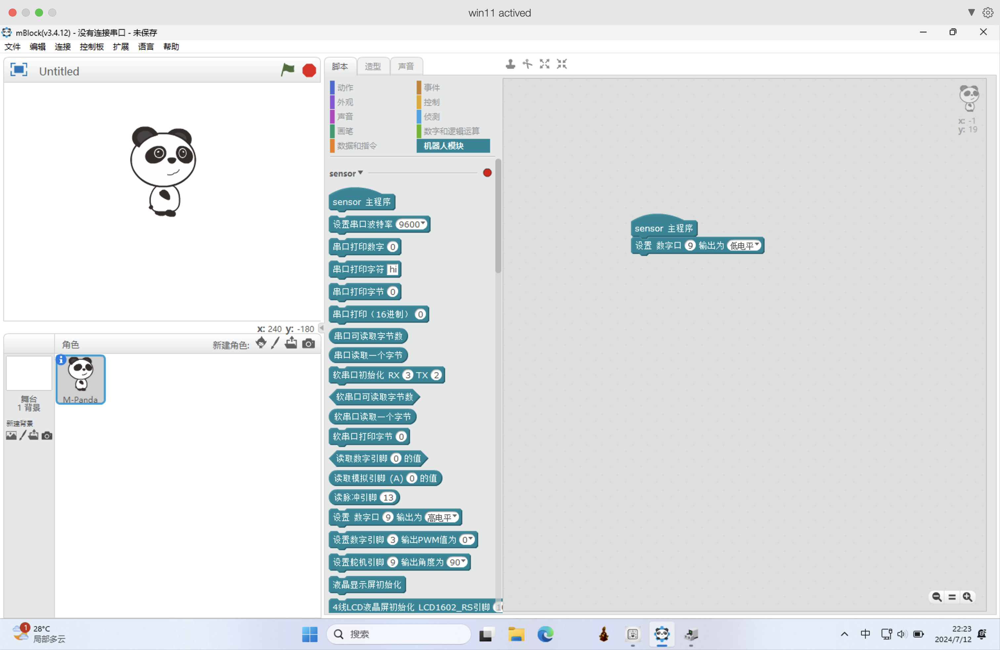 win11 actived
mBlock(v3.4.12) - 没有连接串口 - 未保存
文件 编辑 连接 控制板 扩展 语言 帮助
Untitled
x: 240 y: -180
角色 新建角色:
M-Panda
舞台
1 背景
新建背景
脚本 造型 声音
动作 事件
外观 控制
声音 侦测
画笔 数字和逻辑运算
数据和指令 机器人模块
sensor
sensor 主程序
设置串口波特率 9600
串口打印数字 0
串口打印字符 hi
串口打印字节 0
串口打印（16进制） 0
串口可读取字节数
串口读取一个字节
软串口初始化 RX 3 TX 2
软串口可读取字节数
软串口读取一个字节
软串口打印字节 0
读取数字引脚 0 的值
读取模拟引脚 (A) 0 的值
读脉冲引脚 13
设置 数字口 9 输出为 高电平
设置数字引脚 3 输出PWM值为 0
设置舵机引脚 9 输出角度为 90
液晶显示屏初始化
4线LCD液晶屏初始化 LCD1602_RS引脚
sensor 主程序
设置 数字口 9 输出为 低电平
x: -1
y: 19
1
28°C
局部多云
搜索
中
22:23
2024/7/12